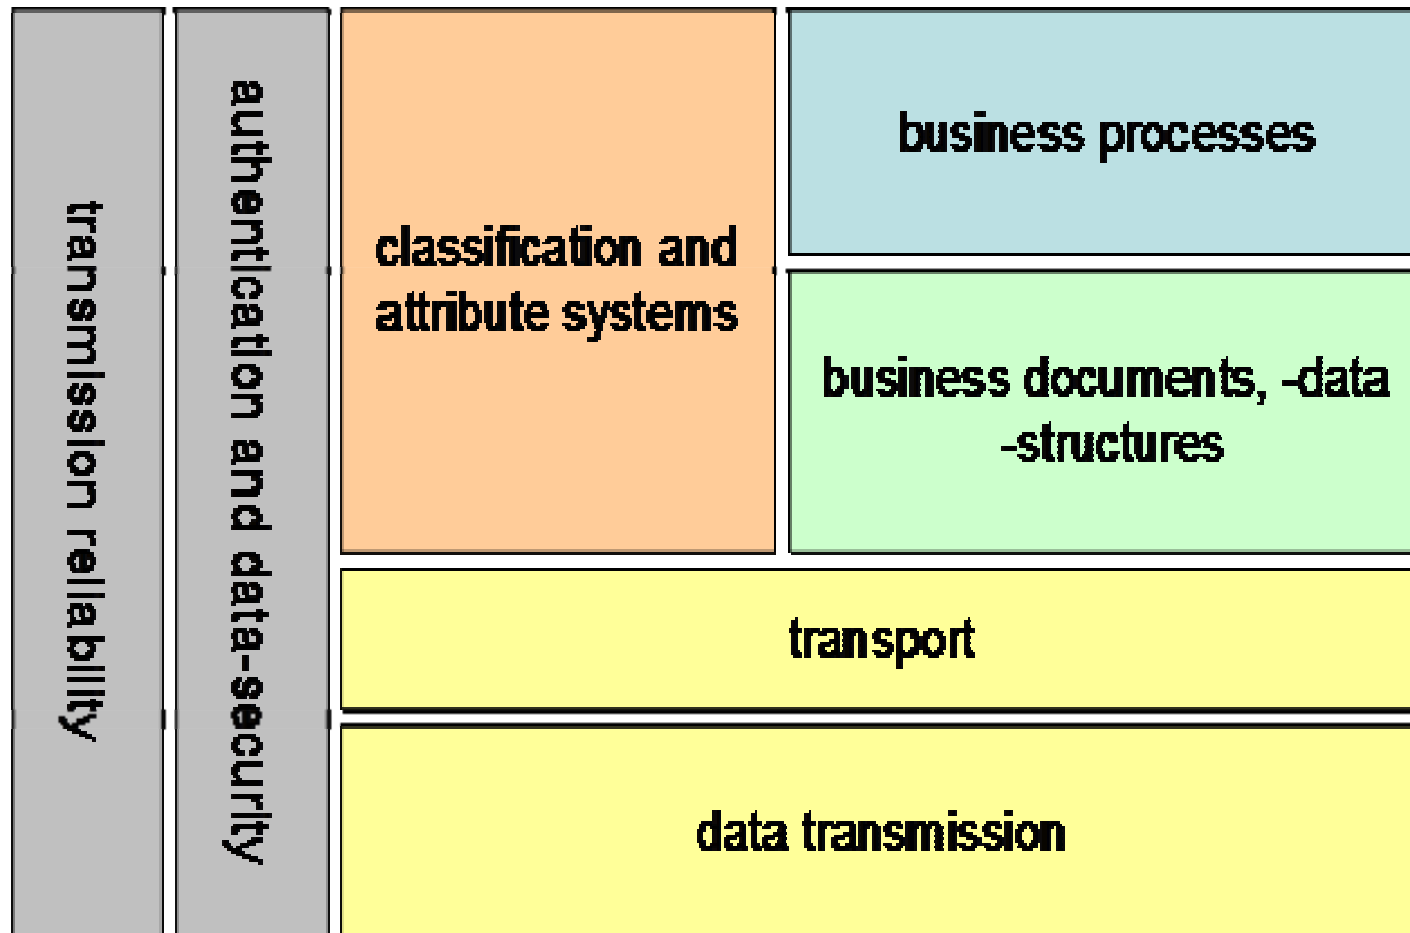 transmission reliability
authentication and data-security
classification and
attribute systems
business processes
business documents, -data
-structures
transport
data transmission